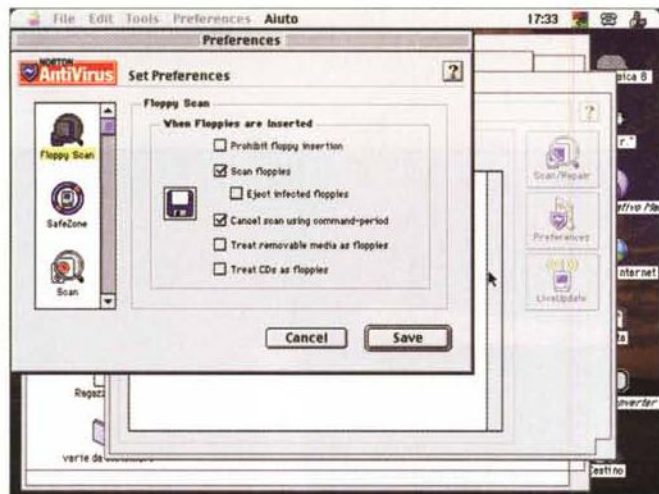 File Edit Tools Preferences Aiuto 17:33
Preferences
NORTON
AntiVirus Set Preferences ?
Floppy Scan
When Floppies are Inserted
Prohibit floppy insertion
Scan floppies
Eject infected floppies
Cancel scan using command-period
Treat removable media as floppies
Treat CDs as floppies
Floppy Scan
SafeZone
Scan
Cancel Save
?
Scan/Repair
Preferences
LiveUpdate
Ragazz
varie da